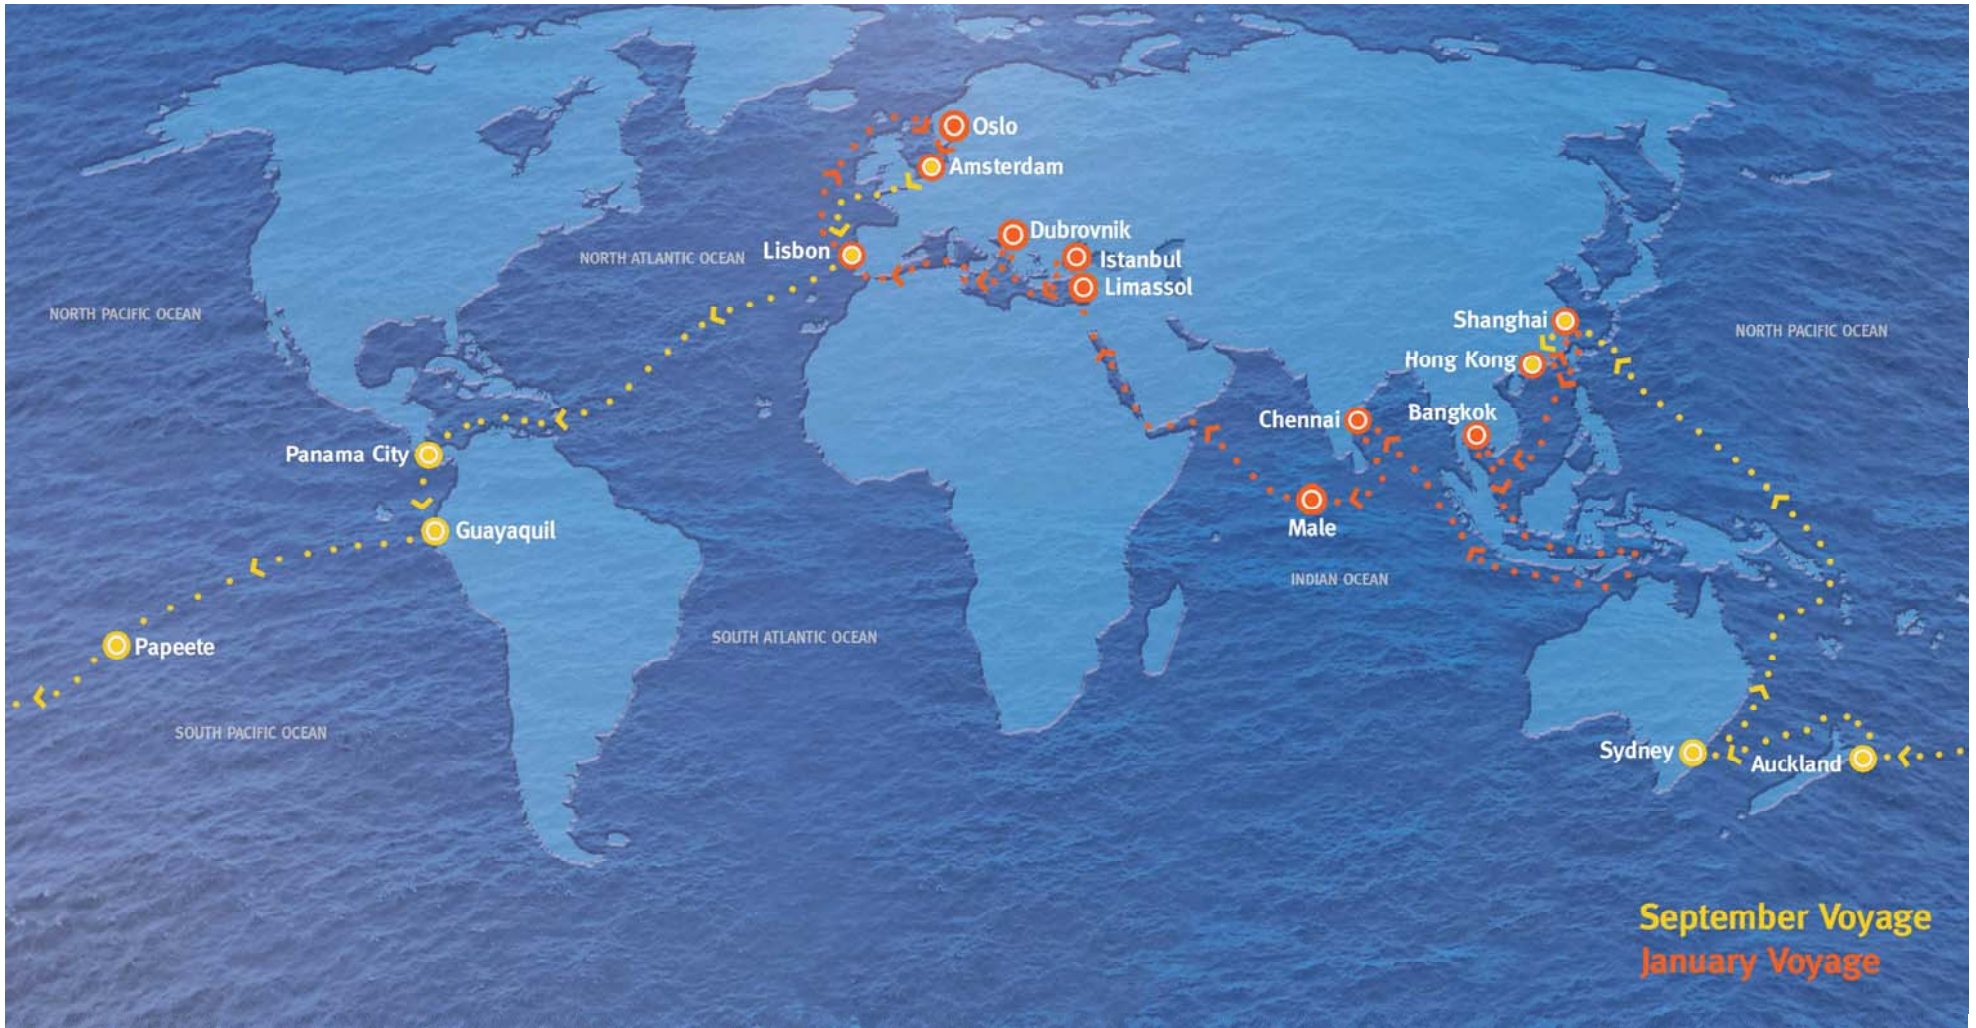 Oslo
Amsterdam
Dubrovnik
Lisbon
NORTH ATLANTIC OCEAN
Istanbul
Limassol
NORTH PACIFIC OCEAN
Shanghai
NORTH PACIFIC OCEAN
Hong Kong
Chennai
Bangkok
Panama City
Guayaquil
Male
INDIAN OCEAN
SOUTH ATLANTIC OCEAN
Papeete
SOUTH PACIFIC OCEAN
Sydney
Auckland
September Voyage
January Voyage